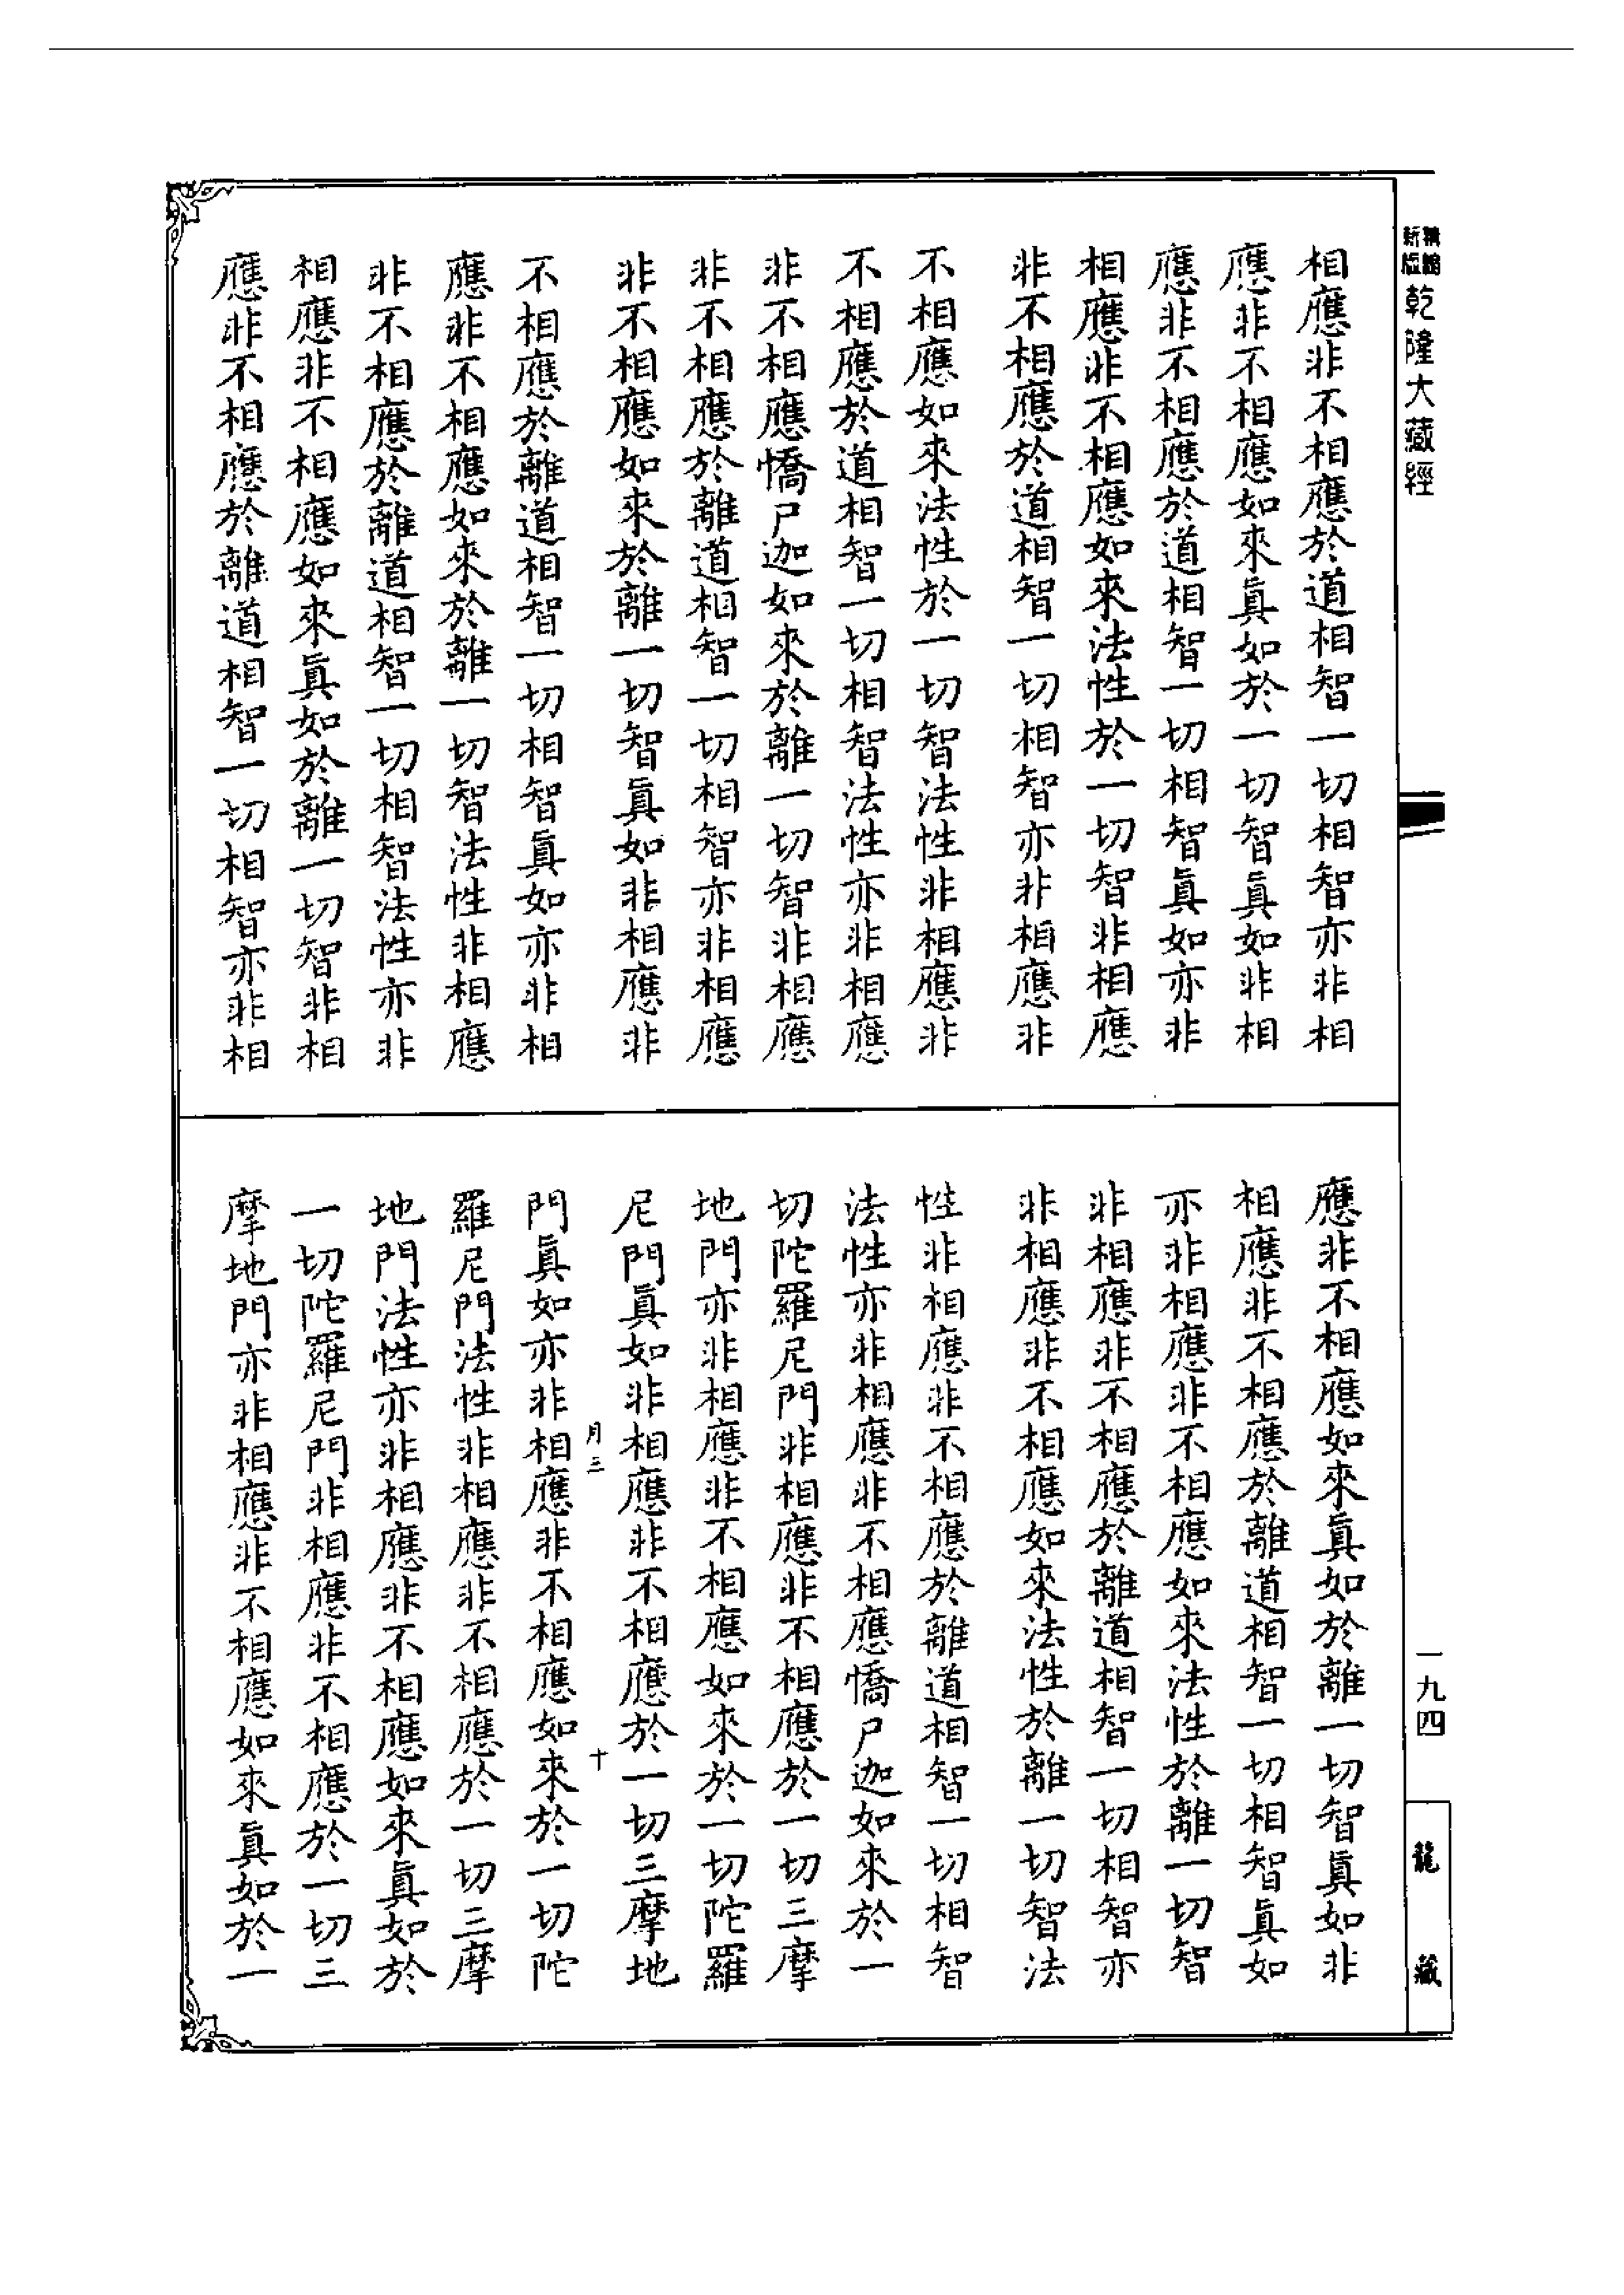 精編
新版
乾隆大藏經
相應非不相應於道相智一切相智亦非相
應非不相應如來真如於一切智真如非相
應非不相應於道相智一切相智真如亦非
相應非不相應如來法性於一切智非相應
非不相應於道相智一切相智亦非相應非
不相應如來法性於一切智法性非相應非
不相應於道相智一切相智法性亦非相應
非不相應憍尸迦如來於離一切智非相應
非不相應於離道相智一切相智亦非相應
非不相應如來於離一切智真如非相應非
不相應於離道相智一切相智真如亦非相
應非不相應如來於離一切智法性非相應
非不相應於離道相智一切相智法性亦非
相應非不相應如來真如於離一切智非相
應非不相應於離道相智一切相智亦非相
應非不相應如來真如於離一切智真如非
相應非不相應於離道相智一切相智真如
亦非相應非不相應如來法性於離一切智
非相應非不相應於離道相智一切相智亦
非相應非不相應如來法性於離一切智法
性非相應非不相應於離道相智一切相智
法性亦非相應非不相應憍尸迦如來於一
切陀羅尼門非相應非不相應於一切三摩
地門亦非相應非不相應如來於一切陀羅
尼門真如非相應非不相應於一切三摩地
月三 十
門真如亦非相應非不相應如來於一切陀
羅尼門法性非相應非不相應於一切三摩
地門法性亦非相應非不相應如來真如於
一切陀羅尼門非相應非不相應於一切三
摩地門亦非相應非不相應如來真如於一
一九四
龍藏